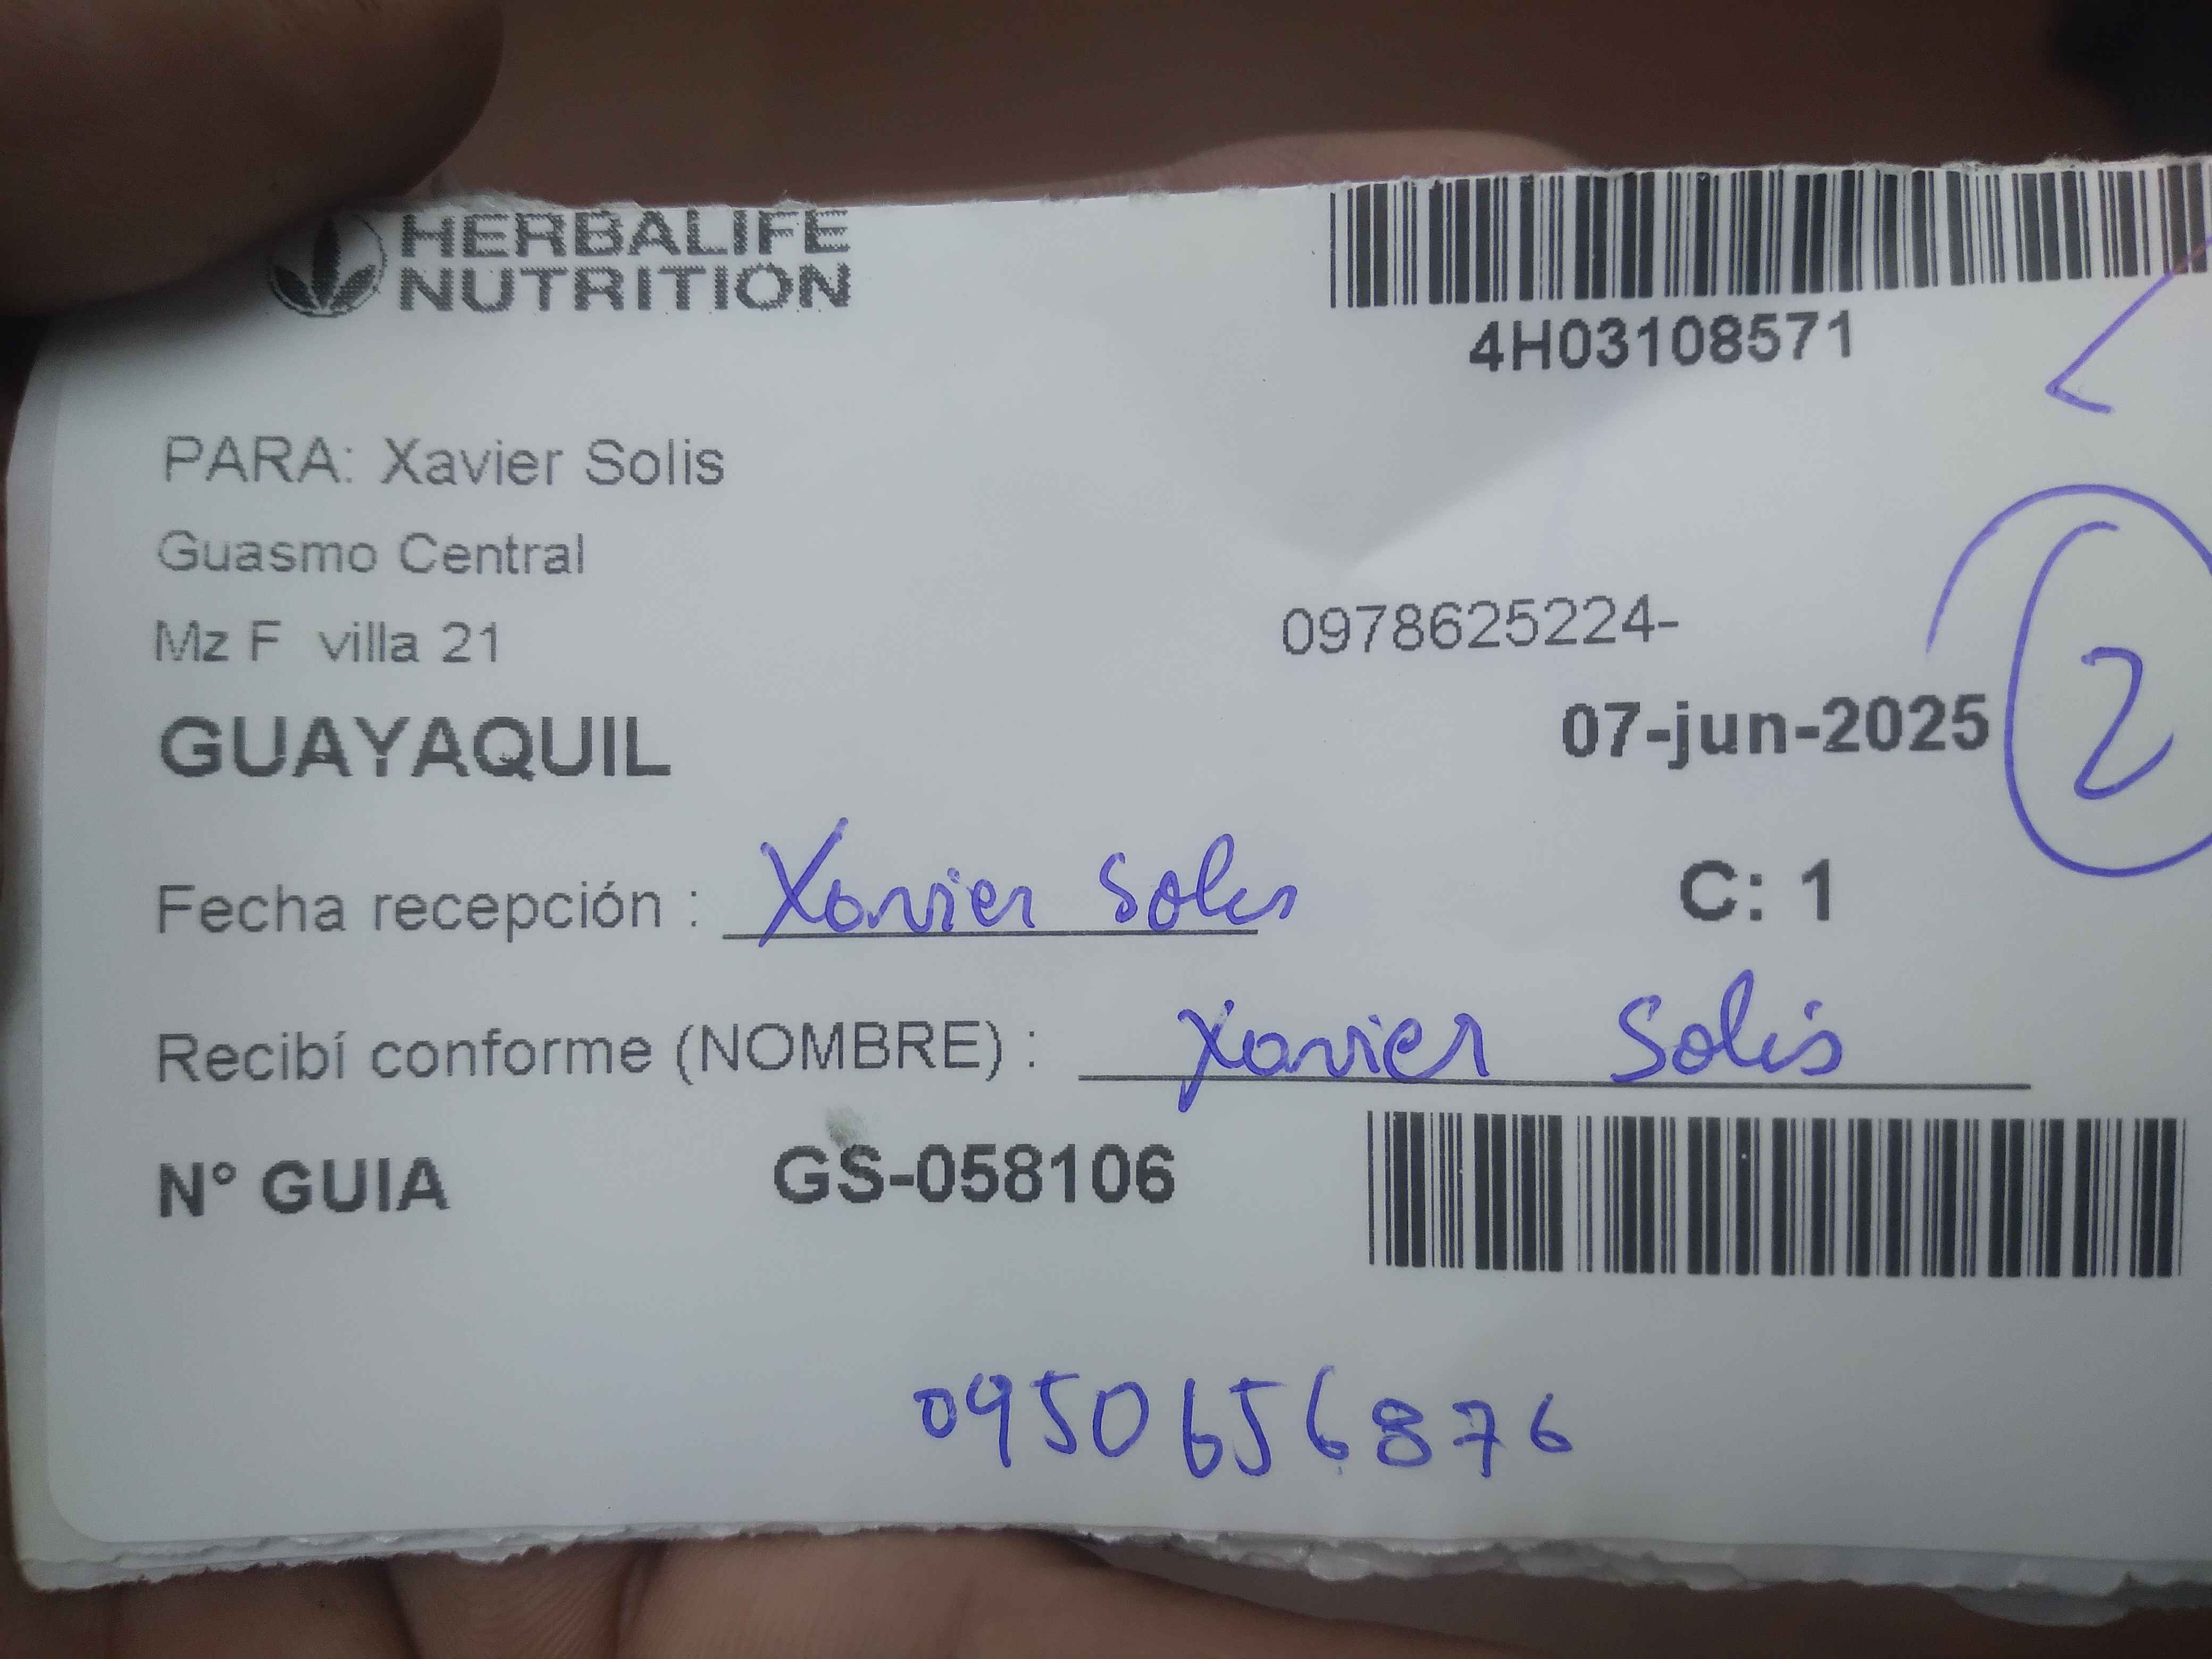 HERBALIFE
NUTRITION
4H03108571
PARA: Xavier Solis
Guasmo Central
Mz F villa 21
0978625224-
GUAYAQUIL
07-jun-2025
2
Fecha recepción : Xavier Solis
C: 1
Recibí conforme (NOMBRE) : Xavier Solis
N° GUIA GS-058106
0950656876